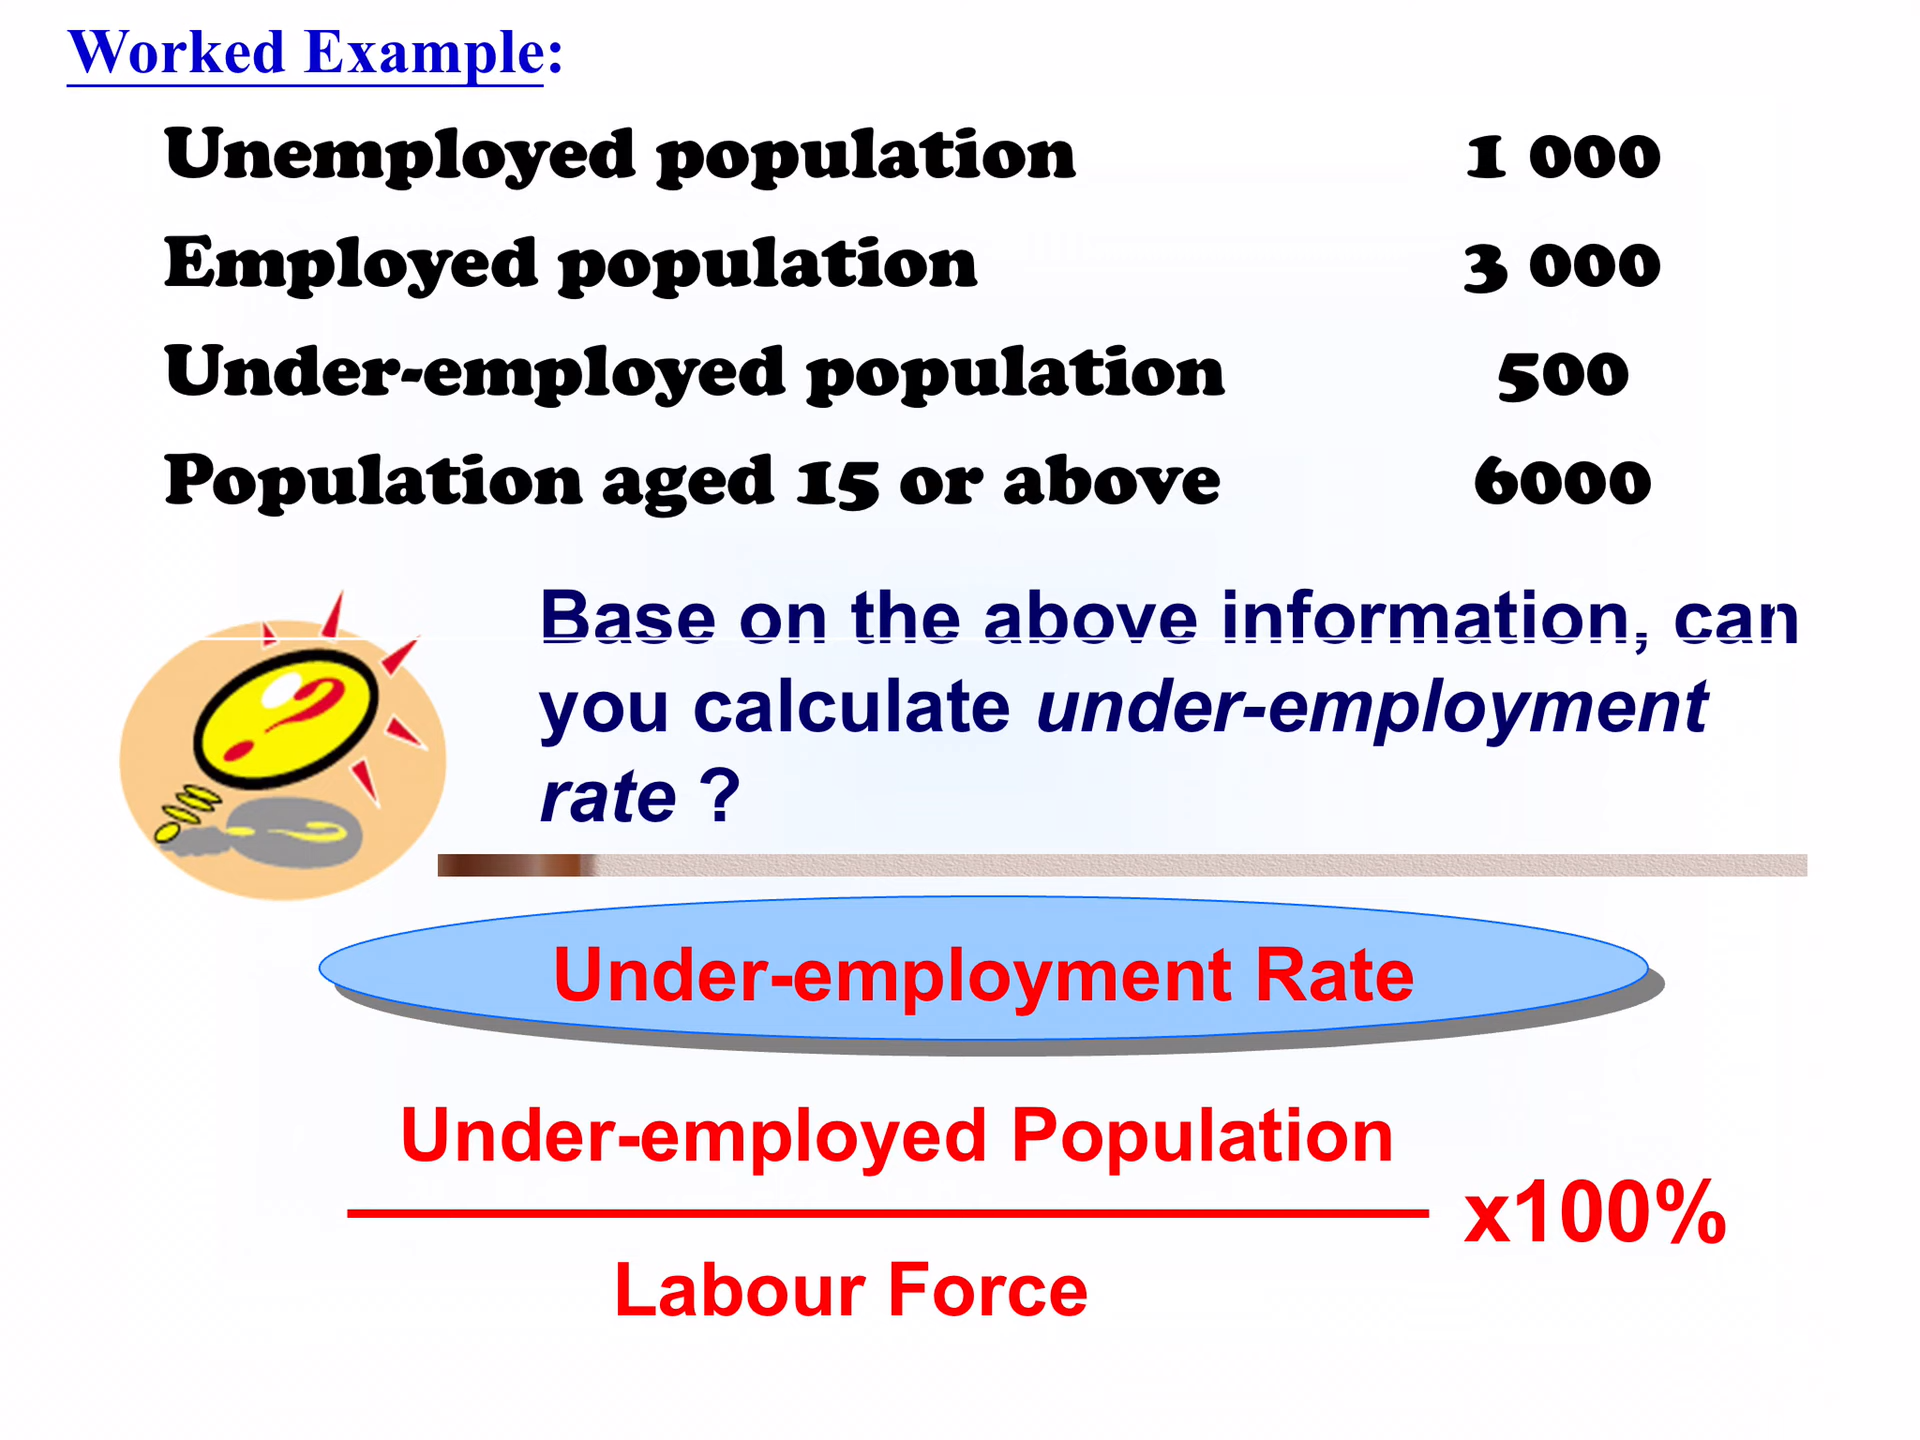 Worked Example:
Unemployed population 1 000
Employed population 3 000
Under-employed population 500
Population aged 15 or above 6000
Base on the above information, can
you calculate under-employment
rate ?
Under-employment Rate
Under-employed Population
x100%
Labour Force